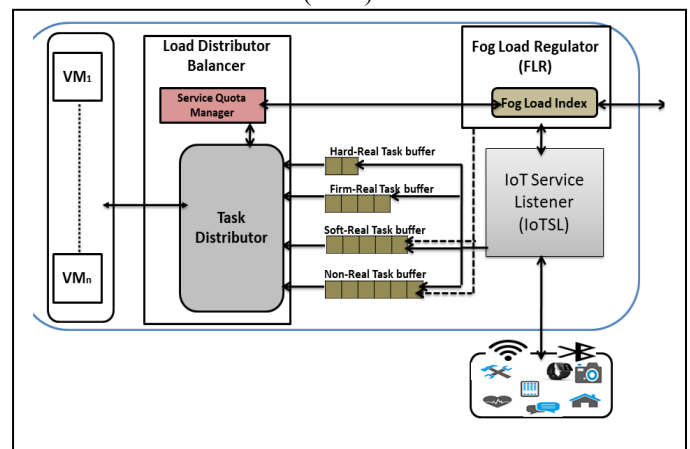 Load Distributor
Balancer
Fog Load Regulator
(FLR)
VM1
Service Quota
Manager
Fog Load Index
Hard-Real Task buffer
Firm-Real Task buffer
IoT Service
Listener
(IoTSL)
Task
Distributor
Soft-Real Task buffer
Non-Real Task buffer
VMn